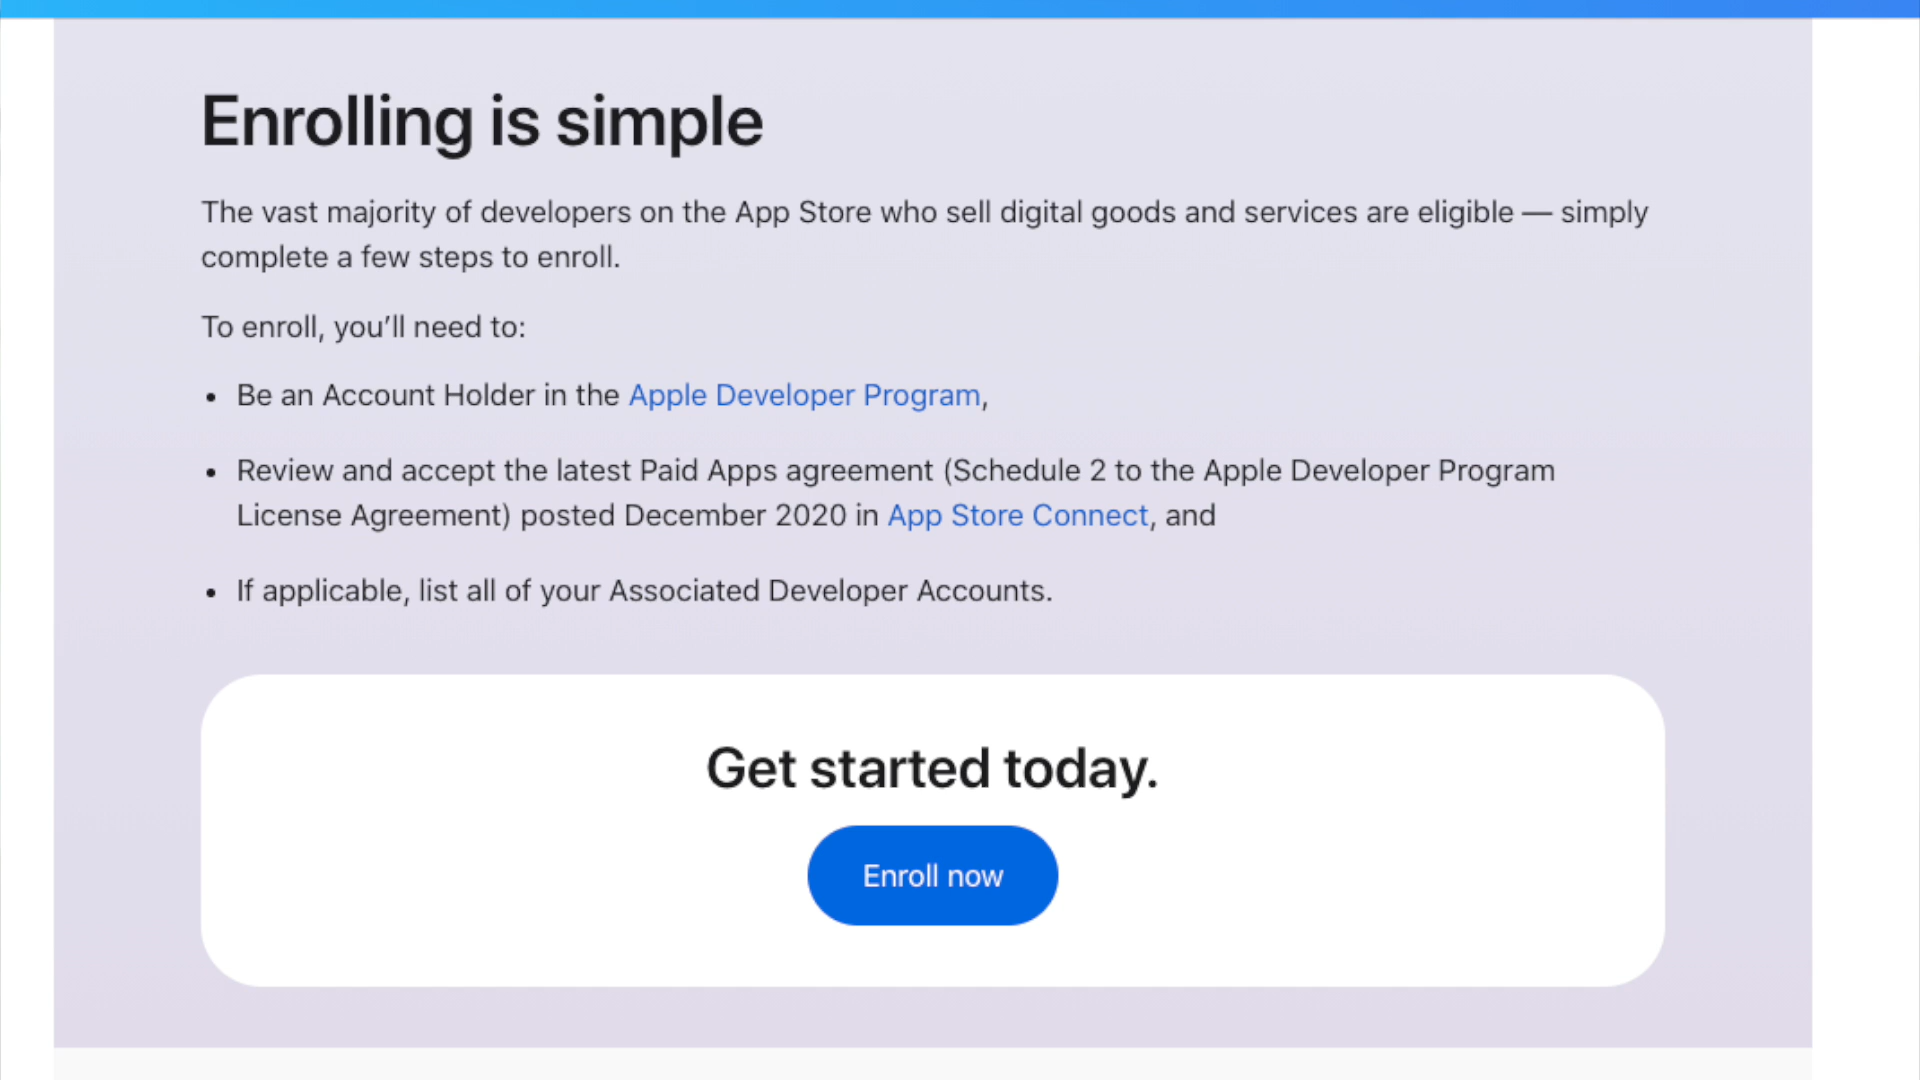 Enrolling is simple
The vast majority of developers on the App Store who sell digital goods and services are eligible — simply
complete a few steps to enroll.
To enroll, you’ll need to:
• Be an Account Holder in the Apple Developer Program,
• Review and accept the latest Paid Apps agreement (Schedule 2 to the Apple Developer Program
License Agreement) posted December 2020 in App Store Connect, and
• If applicable, list all of your Associated Developer Accounts.
Get started today.
Enroll now